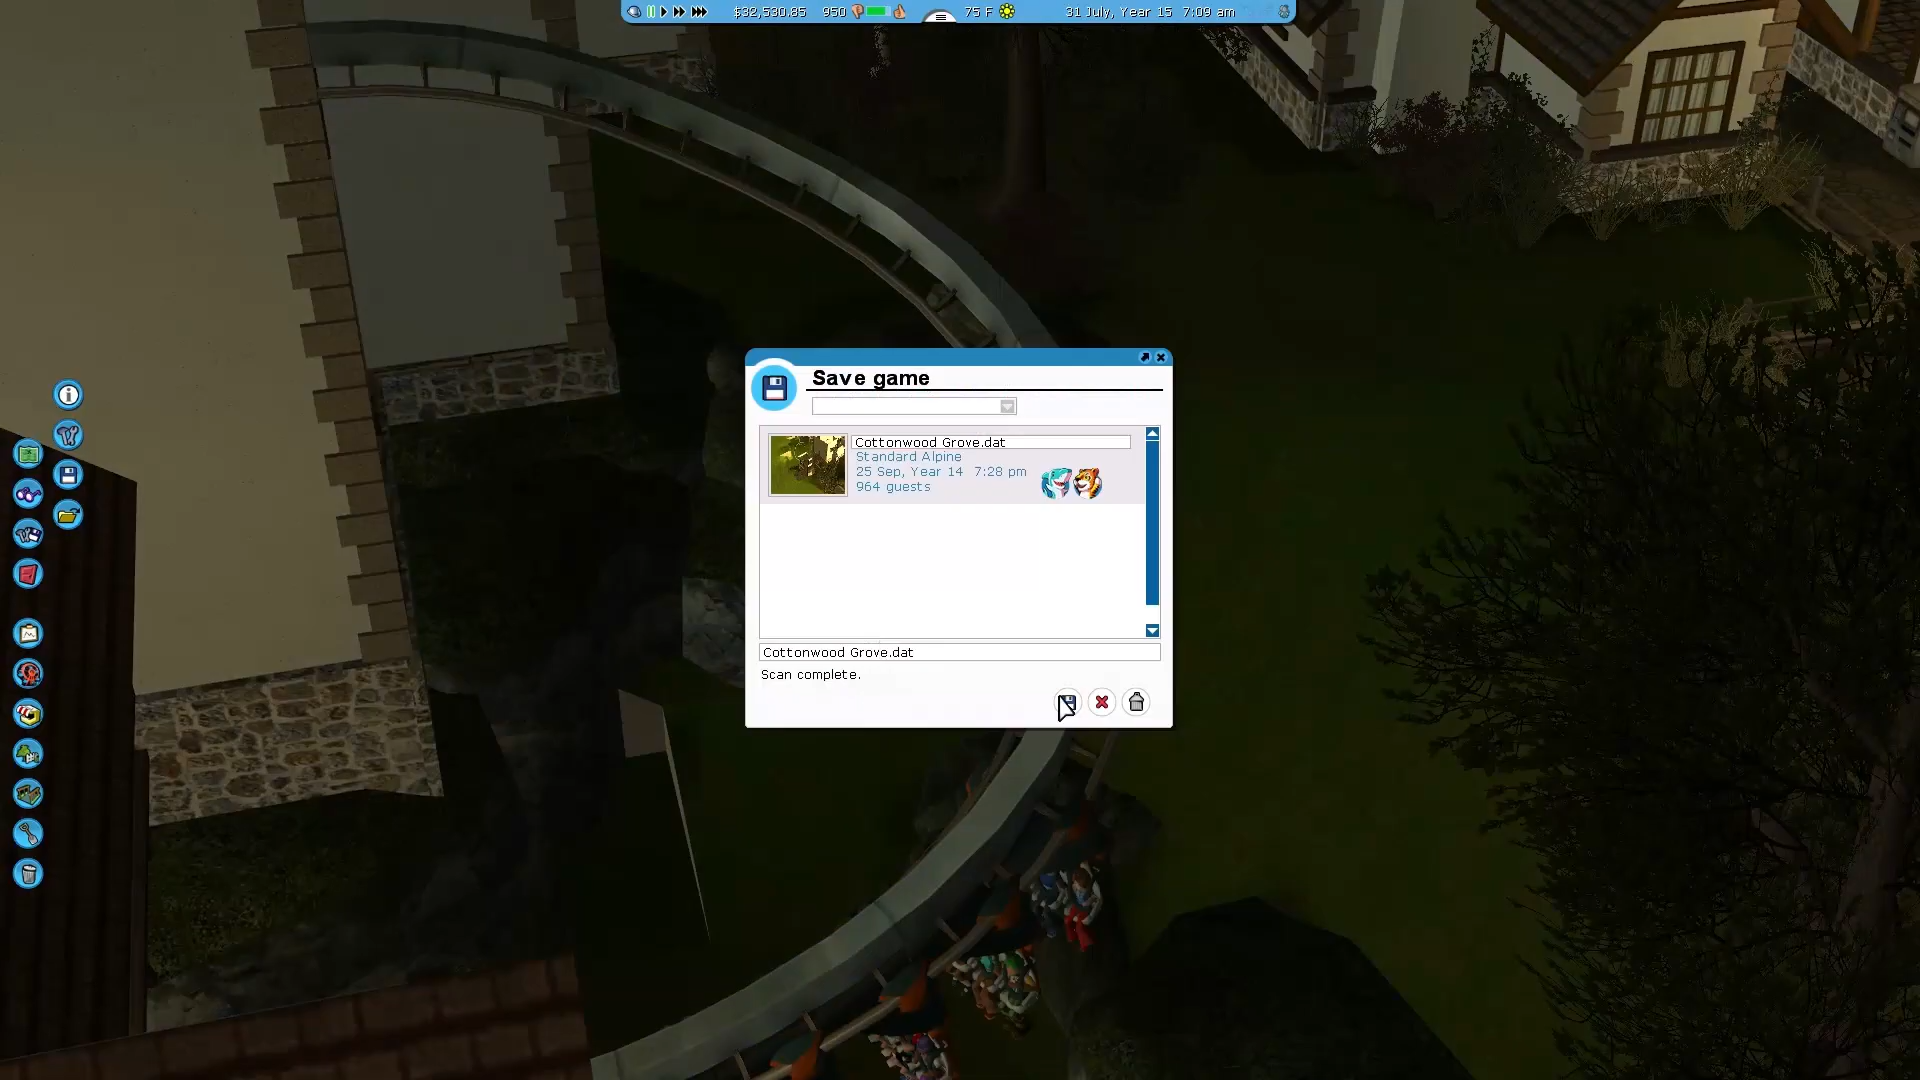 $32,530.85 950 75 F 31 July, Year 15 7:09 am
Save game
Cottonwood Grove.dat
Standard Alpine
25 Sep, Year 14 7:28 pm
964 guests
Cottonwood Grove.dat
Scan complete.